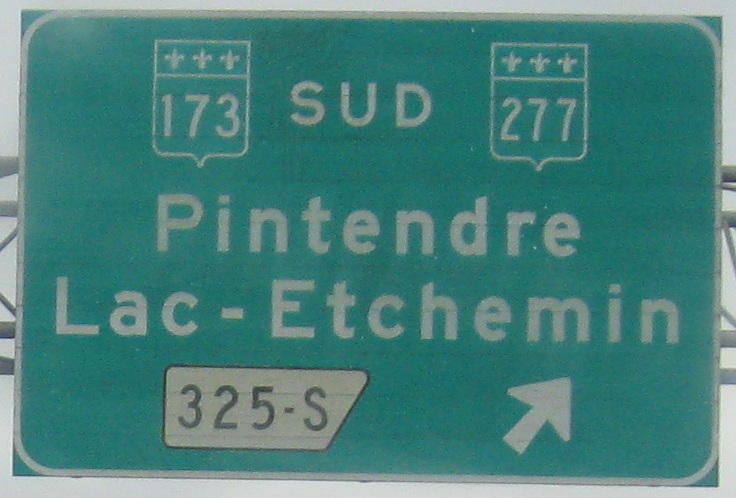 173 SUD 277
Pintendre
Lac-Etchemin
325-S